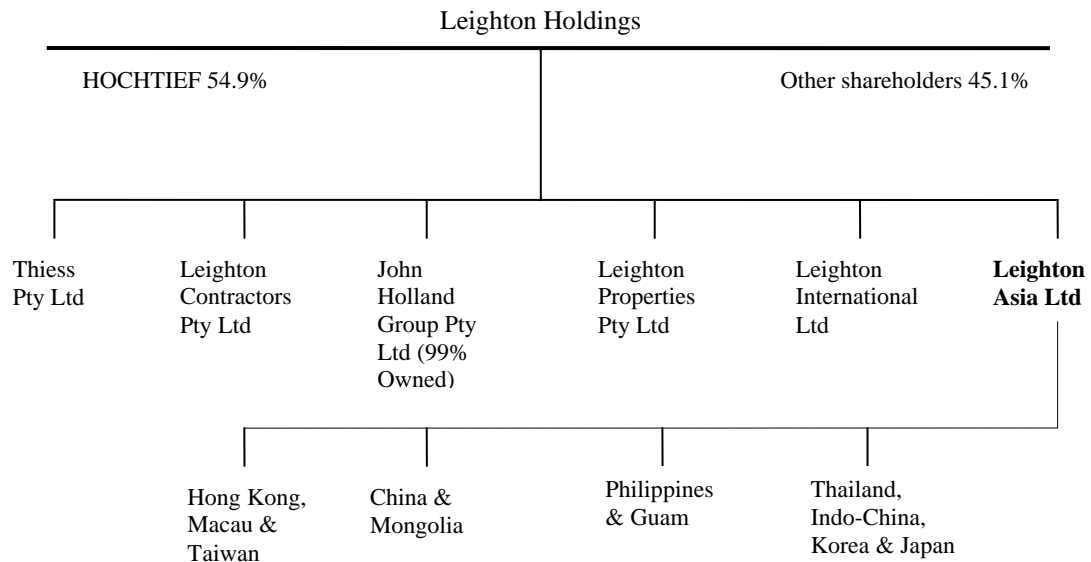 Leighton Holdings
HOCHTIEF 54.9%
Other shareholders 45.1%
Thiess
Pty Ltd
Leighton
Contractors
Pty Ltd
John
Holland
Group Pty
Ltd (99%
Owned)
Leighton
Properties
Pty Ltd
Leighton
International
Ltd
Leighton
Asia Ltd
Hong Kong,
Macau &
Taiwan
China &
Mongolia
Philippines
& Guam
Thailand,
Indo-China,
Korea & Japan